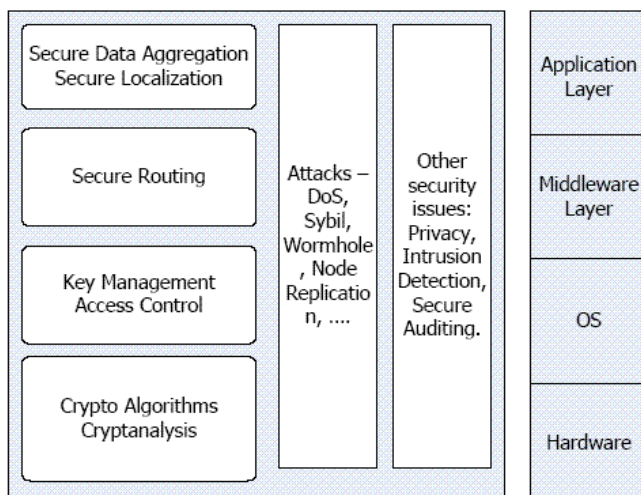 Secure Data Aggregation
Secure Localization
Secure Routing
Key Management
Access Control
Crypto Algorithms
Cryptanalysis
Attacks –
DoS,
Sybil,
Wormhole
, Node
Replicatio
n, ....
Other
security
issues:
Privacy,
Intrusion
Detection,
Secure
Auditing.
Application
Layer
Middleware
Layer
OS
Hardware